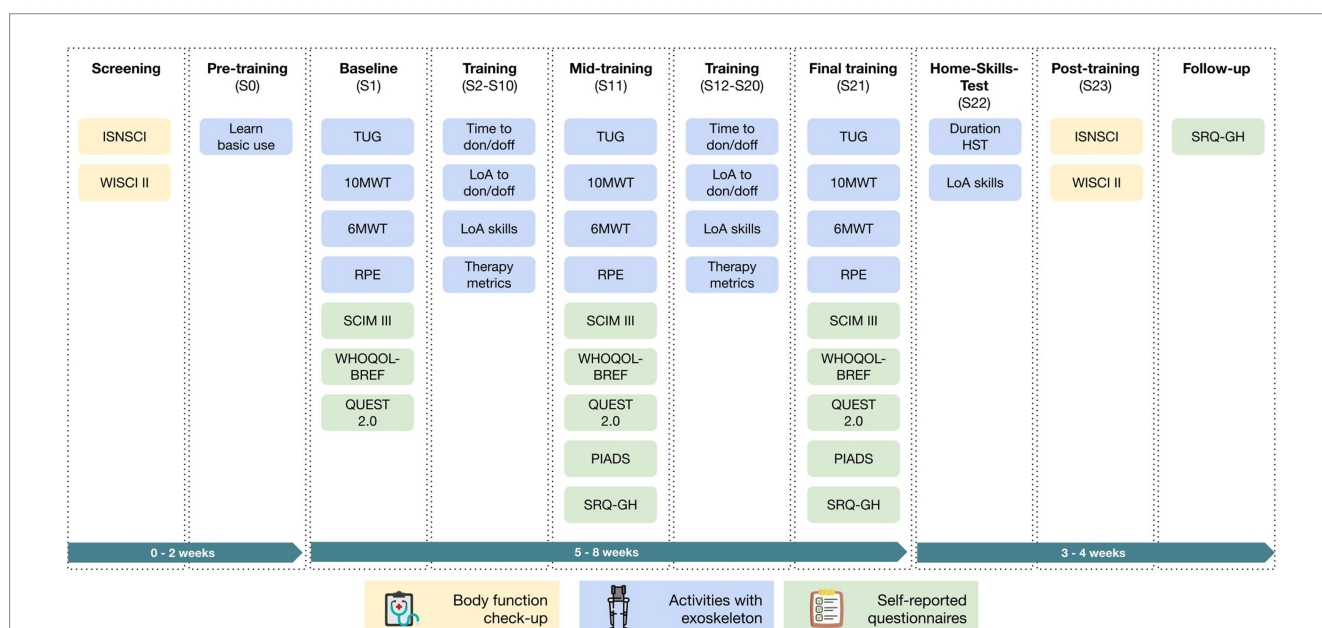 Screening
ISNSCI
WISCI II
Pre-training
(S0)
Learn
basic use
Baseline
(S1)
TUG
10MWT
6MWT
RPE
SCIM III
WHOQOL-
BREF
QUEST
2.0
Training
(S2-S10)
Time to
don/doff
LoA to
don/doff
LoA skills
Therapy
metrics
Mid-training
(S11)
TUG
10MWT
6MWT
RPE
SCIM III
WHOQOL-
BREF
QUEST
2.0
PIADS
SRQ-GH
Training
(S12-S20)
Time to
don/doff
LoA to
don/doff
LoA skills
Therapy
metrics
Final training
(S21)
TUG
10MWT
6MWT
RPE
SCIM III
WHOQOL-
BREF
QUEST
2.0
PIADS
SRQ-GH
Home-Skills-
Test
(S22)
Duration
HST
LoA skills
Post-training
(S23)
ISNSCI
WISCI II
Follow-up
SRQ-GH
0 - 2 weeks
5 - 8 weeks
3 - 4 weeks
Body function
check-up
Activities with
exoskeleton
Self-reported
questionnaires